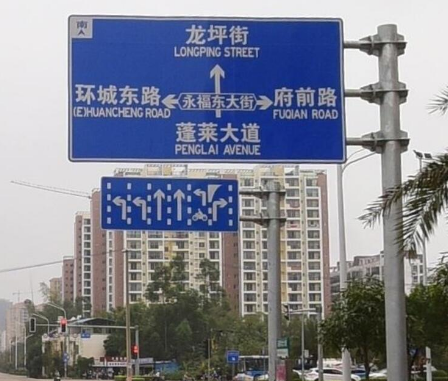 南
龙坪街
LONGPING STREET
环城东路
(E)HUANCHENG ROAD
永福东大街
府前路
FUQIAN ROAD
蓬莱大道
PENGLAI AVENUE